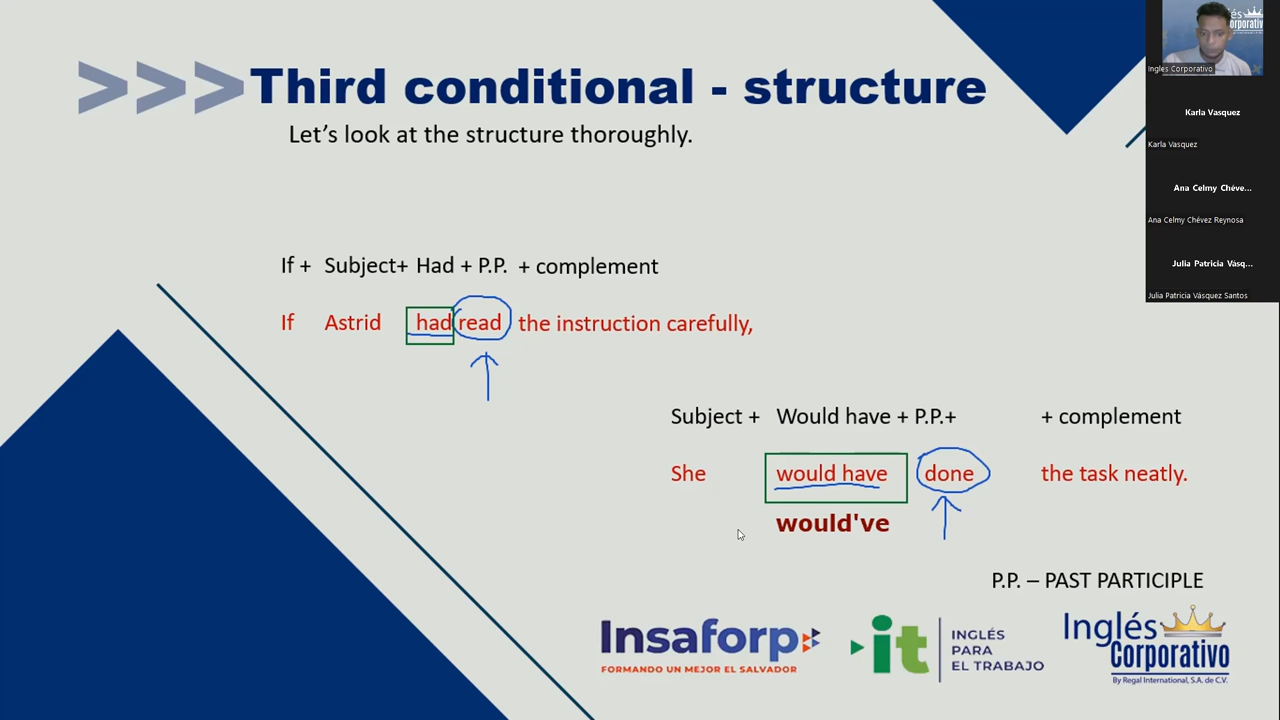 >>>Third conditional - structure
Let's look at the structure thoroughly.
If + Subject+ Had + P.P. + complement
If Astrid had read the instruction carefully,
Subject + Would have + P.P.+ + complement
She would have done the task neatly.
would've
P.P. – PAST PARTICIPLE
Insaforp
FORMANDO UN MEJOR EL SALVADOR
it
INGLÉS
PARA
EL TRABAJO
Inglés
Corporativo
By Regal International, S.A. de C.V.
és
orporativo
Inglés Corporativo
Karla Vasquez
Karla Vasquez
Ana Celmy Chéve...
Ana Celmy Chévez Reynosa
Julia Patricia Vásq...
Julia Patricia Vásquez Santos